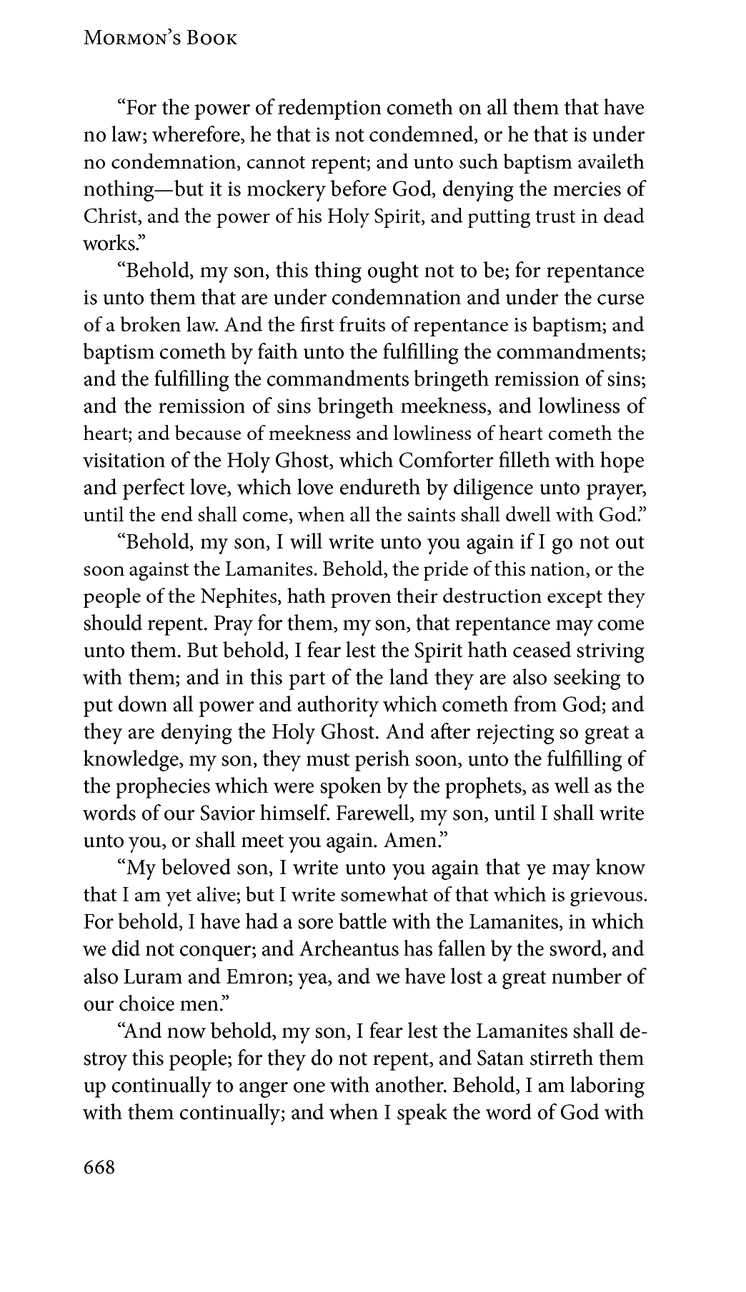 Mormon’s Book
“For the power of redemption cometh on all them that have
no law; wherefore, he that is not condemned, or he that is under
no condemnation, cannot repent; and unto such baptism availeth
nothing—but it is mockery before God, denying the mercies of
Christ, and the power of his Holy Spirit, and putting trust in dead
works.”
“Behold, my son, this thing ought not to be; for repentance
is unto them that are under condemnation and under the curse
of a broken law. And the first fruits of repentance is baptism; and
baptism cometh by faith unto the fulfilling the commandments;
and the fulfilling the commandments bringeth remission of sins;
and the remission of sins bringeth meekness, and lowliness of
heart; and because of meekness and lowliness of heart cometh the
visitation of the Holy Ghost, which Comforter filleth with hope
and perfect love, which love endureth by diligence unto prayer,
until the end shall come, when all the saints shall dwell with God.”
“Behold, my son, I will write unto you again if I go not out
soon against the Lamanites. Behold, the pride of this nation, or the
people of the Nephites, hath proven their destruction except they
should repent. Pray for them, my son, that repentance may come
unto them. But behold, I fear lest the Spirit hath ceased striving
with them; and in this part of the land they are also seeking to
put down all power and authority which cometh from God; and
they are denying the Holy Ghost. And after rejecting so great a
knowledge, my son, they must perish soon, unto the fulfilling of
the prophecies which were spoken by the prophets, as well as the
words of our Savior himself. Farewell, my son, until I shall write
unto you, or shall meet you again. Amen.”
“My beloved son, I write unto you again that ye may know
that I am yet alive; but I write somewhat of that which is grievous.
For behold, I have had a sore battle with the Lamanites, in which
we did not conquer; and Archeantus has fallen by the sword, and
also Luram and Emron; yea, and we have lost a great number of
our choice men.”
“And now behold, my son, I fear lest the Lamanites shall de-
stroy this people; for they do not repent, and Satan stirreth them
up continually to anger one with another. Behold, I am laboring
with them continually; and when I speak the word of God with
668